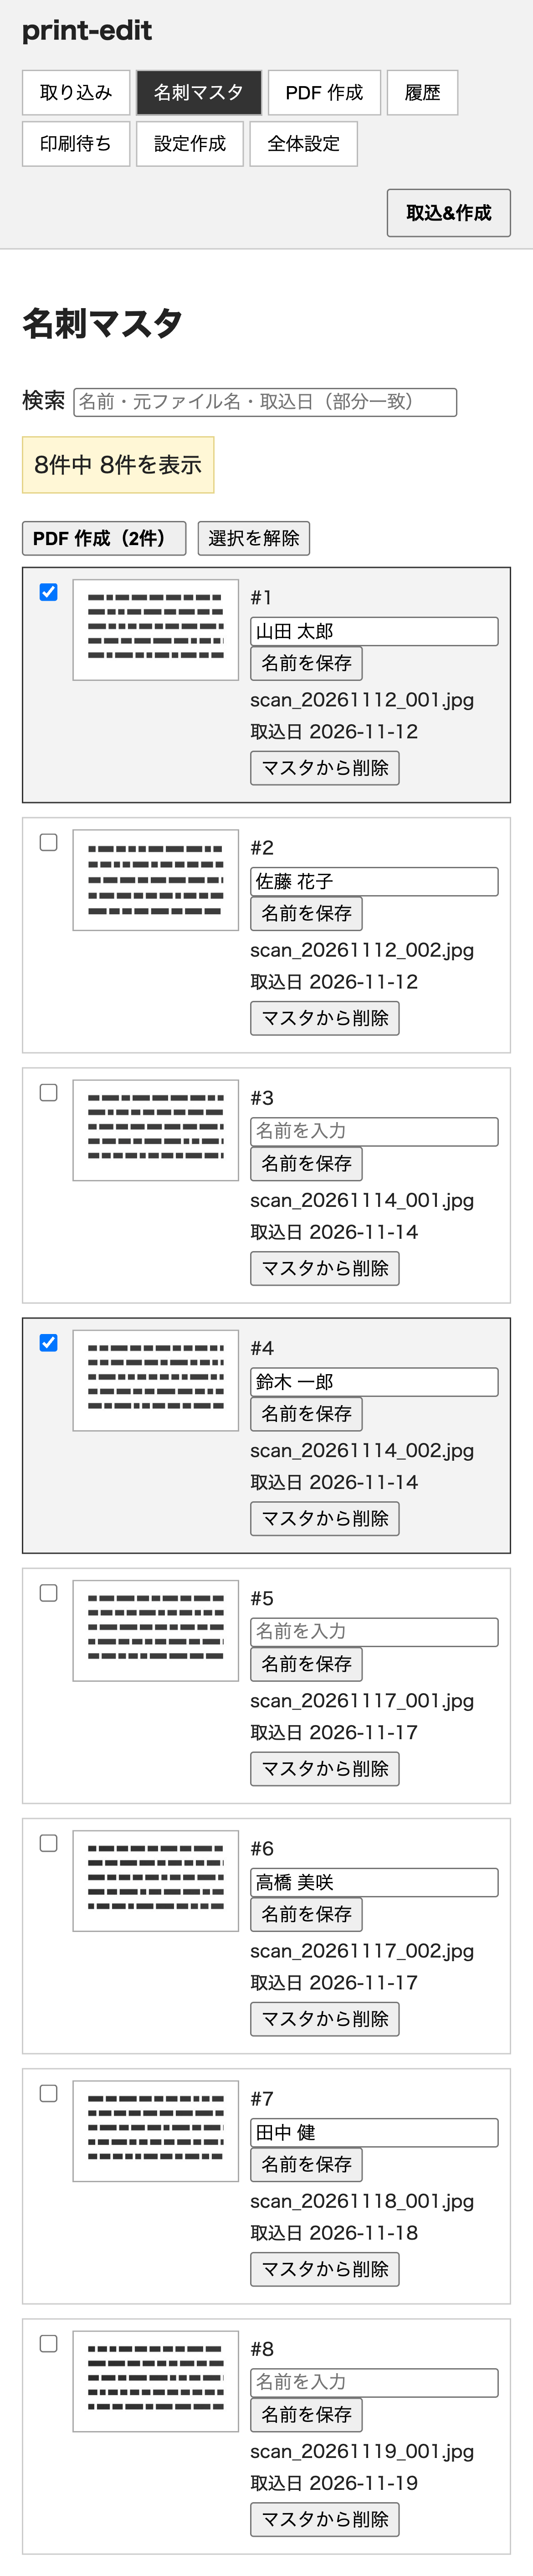 print-edit
取り込み 名刺マスタ PDF 作成 履歴
印刷待ち 設定作成 全体設定
取込&作成
名刺マスタ
検索 名前・元ファイル名・取込日（部分一致）
8件中 8件を表示
PDF 作成（2件） 選択を解除
#1
山田 太郎
名前を保存
scan_20261112_001.jpg
取込日 2026-11-12
マスタから削除
#2
佐藤 花子
名前を保存
scan_20261112_002.jpg
取込日 2026-11-12
マスタから削除
#3
名前を入力
名前を保存
scan_20261114_001.jpg
取込日 2026-11-14
マスタから削除
#4
鈴木 一郎
名前を保存
scan_20261114_002.jpg
取込日 2026-11-14
マスタから削除
#5
名前を入力
名前を保存
scan_20261117_001.jpg
取込日 2026-11-17
マスタから削除
#6
高橋 美咲
名前を保存
scan_20261117_002.jpg
取込日 2026-11-17
マスタから削除
#7
田中 健
名前を保存
scan_20261118_001.jpg
取込日 2026-11-18
マスタから削除
#8
名前を入力
名前を保存
scan_20261119_001.jpg
取込日 2026-11-19
マスタから削除